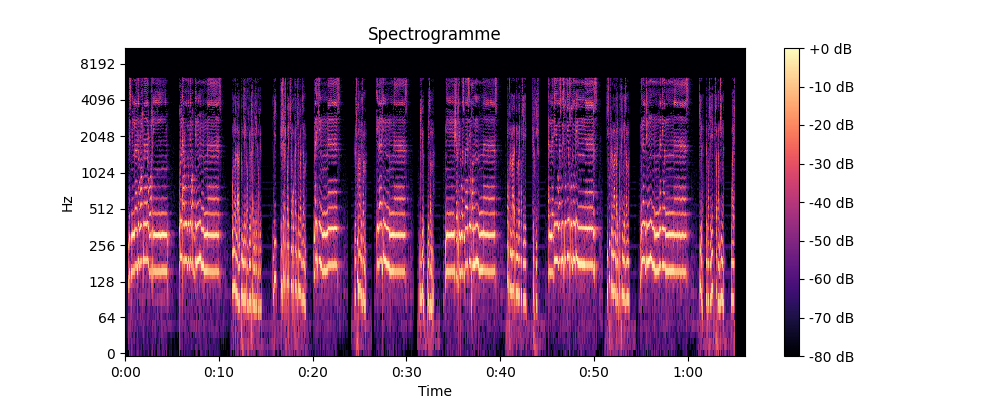 Spectrogramme
Hz
8192
4096
2048
1024
512
256
128
64
0
0:00 0:10 0:20 0:30 0:40 0:50 1:00
Time
+0 dB
-10 dB
-20 dB
-30 dB
-40 dB
-50 dB
-60 dB
-70 dB
-80 dB